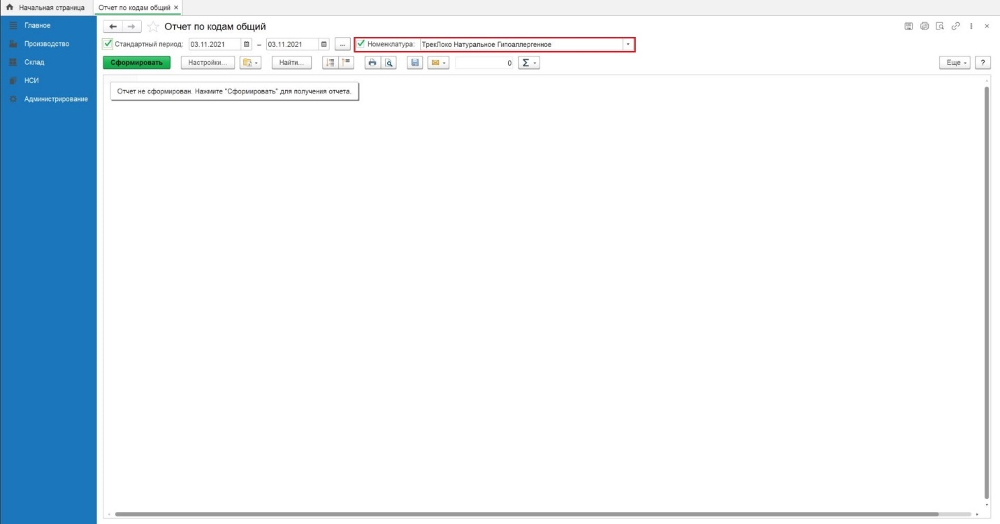 Начальная страница
Отчет по кодам общий ×
Главное
Производство
Склад
НСИ
Администрирование
Отчет по кодам общий
Стандартный период: 03.11.2021 – 03.11.2021 ... Номенклатура: ТрекЛоко Натуральное Гипоаллергенное
Сформировать Настройки... Найти... 0 Σ Еще ?
Отчет не сформирован. Нажмите "Сформировать" для получения отчета.